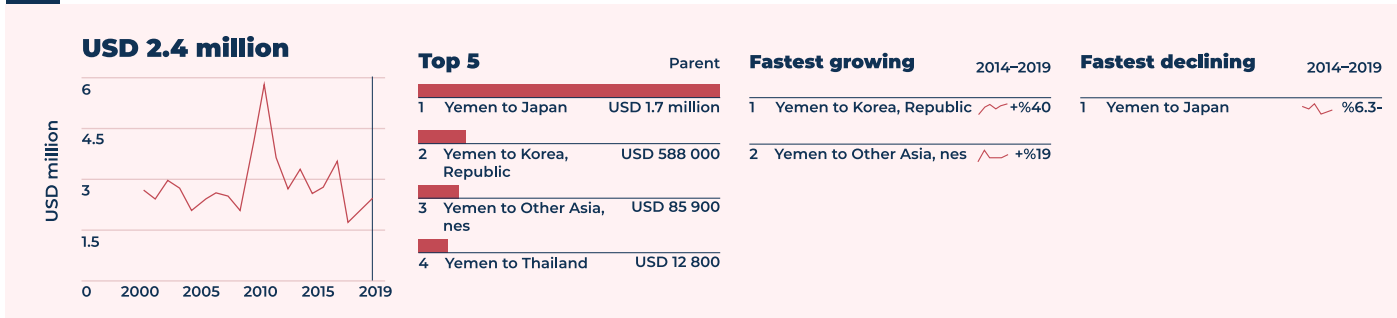 USD 2.4 million
USD million
6
4.5
3
1.5
0 2000 2005 2010 2015 2019
Top 5 Parent
1 Yemen to Japan USD 1.7 million
2 Yemen to Korea, USD 588 000
Republic
3 Yemen to Other Asia, USD 85 900
nes
4 Yemen to Thailand USD 12 800
Fastest growing 2014–2019
1 Yemen to Korea, Republic +%40
2 Yemen to Other Asia, nes +%19
Fastest declining 2014–2019
1 Yemen to Japan %6.3-